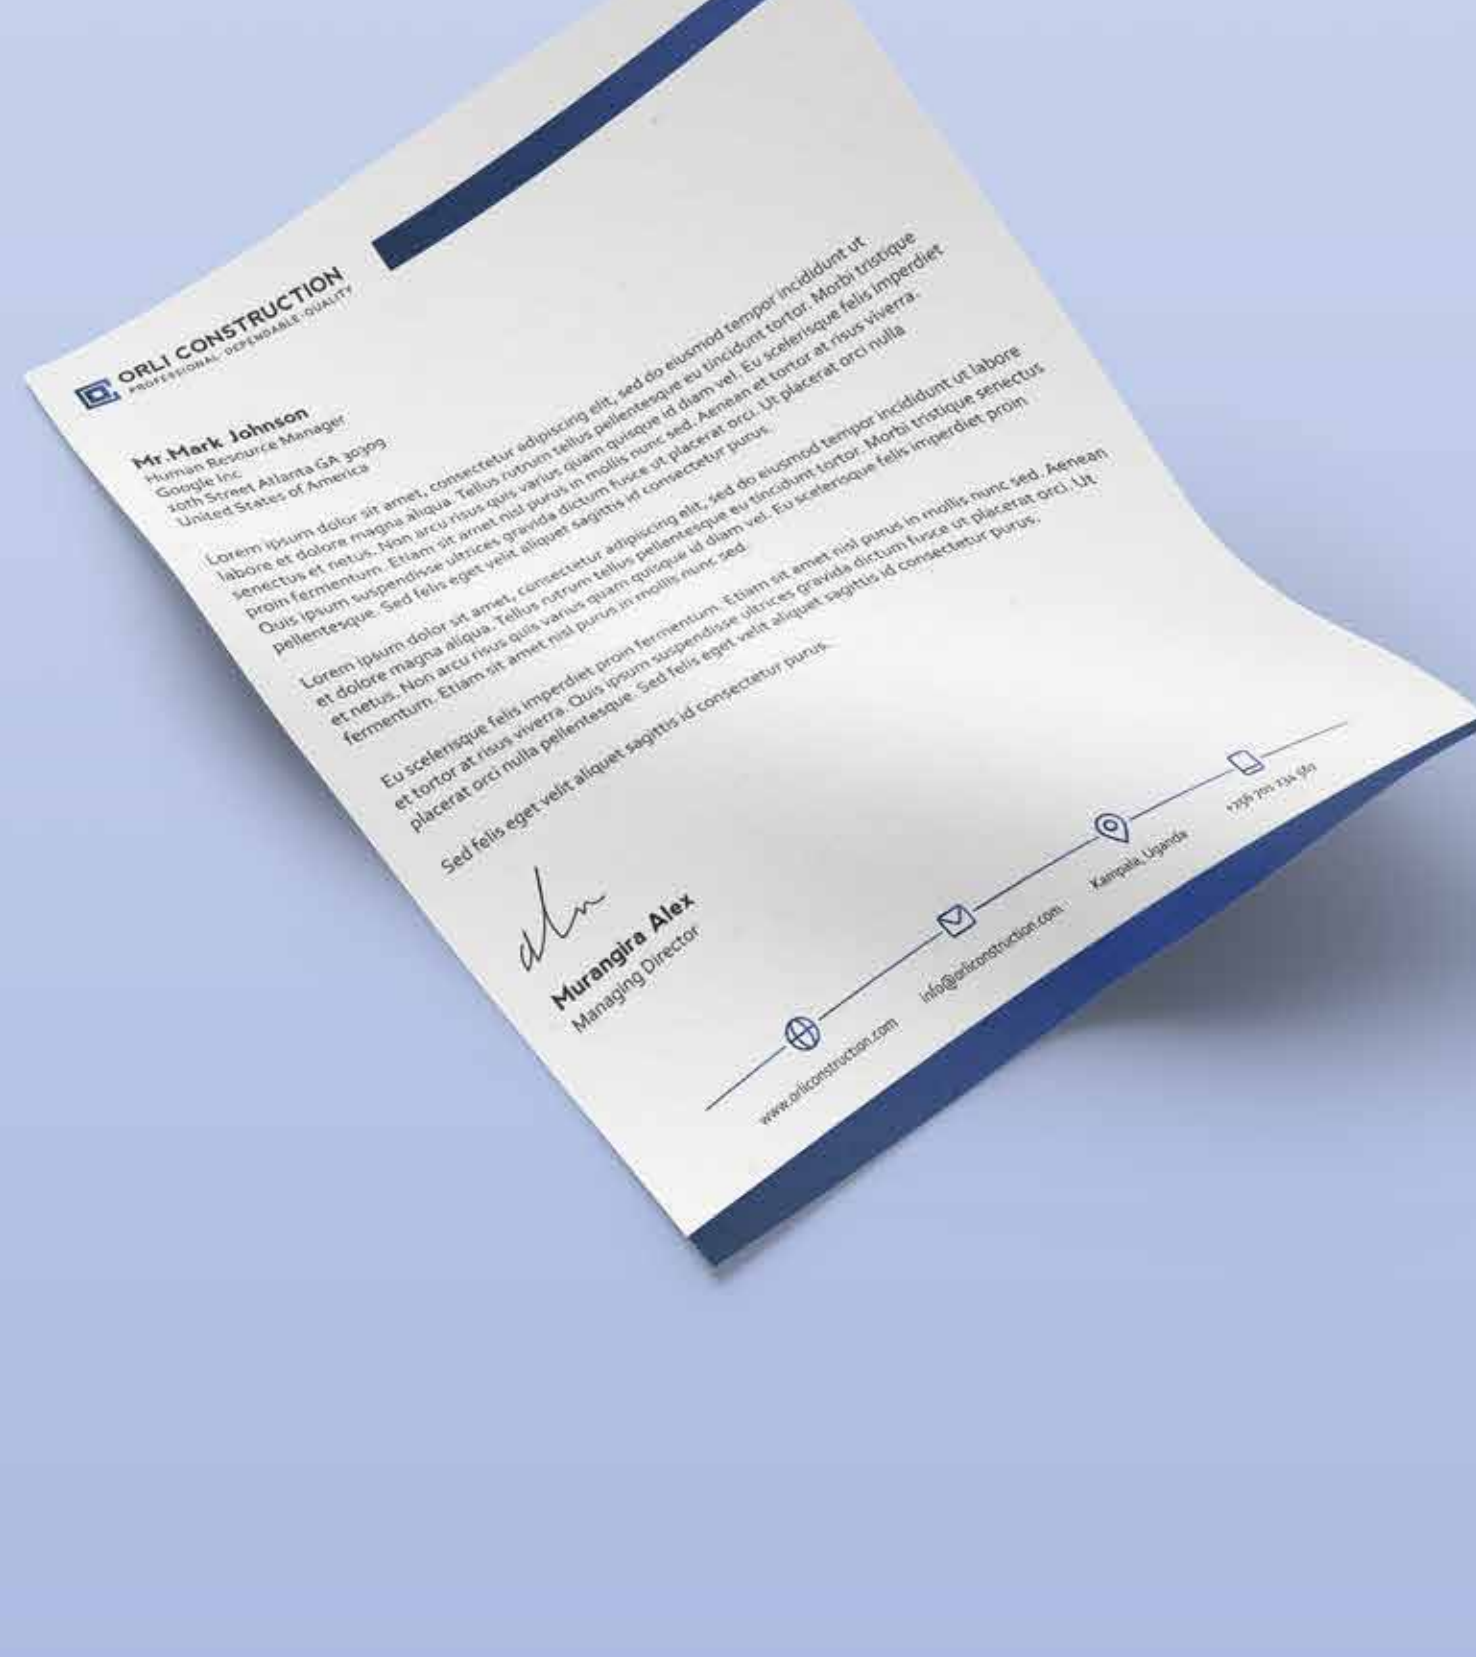 ORLI CONSTRUCTION
PROFESSIONAL·DEPENDABLE·QUALITY
Mr.Mark Johnson
Human Resource Manager
Google Inc
10th Street Atlanta GA 30309
United States of America
Lorem ipsum dolor sit amet, consectetur adipiscing elit, sed do eiusmod tempor incididunt ut
labore et dolore magna aliqua. Tellus rutrum tellus pellentesque eu tincidunt tortor. Morbi tristique
senectus et netus. Non arcu risus quis varius quam quisque id diam vel. Eu scelerisque felis imperdiet
proin fermentum. Etiam sit amet nisl purus in mollis nunc sed. Aenean et tortor at risus viverra.
Quis ipsum suspendisse ultrices gravida dictum fusce ut placerat orci. Ut placerat orci nulla
pellentesque. Sed felis eget velit aliquet sagittis id consectetur purus.
Lorem ipsum dolor sit amet, consectetur adipiscing elit, sed do eiusmod tempor incididunt ut labore
et dolore magna aliqua. Tellus rutrum tellus pellentesque eu tincidunt tortor. Morbi tristique senectus
et netus. Non arcu risus quis varius quam quisque id diam vel. Eu scelerisque felis imperdiet proin
fermentum. Etiam sit amet nisl purus in mollis nunc sed.
Eu scelerisque felis imperdiet proin fermentum. Etiam sit amet nisl purus in mollis nunc sed. Aenean
et tortor at risus viverra. Quis ipsum suspendisse ultrices gravida dictum fusce ut placerat orci. Ut
placerat orci nulla pellentesque. Sed felis eget velit aliquet sagittis id consectetur purus.
Sed felis eget velit aliquet sagittis id consectetur purus.
Murangira Alex
Managing Director
www.orliconstruction.com
info@orliconstruction.com
Kampala, Uganda
+256 701 234 560